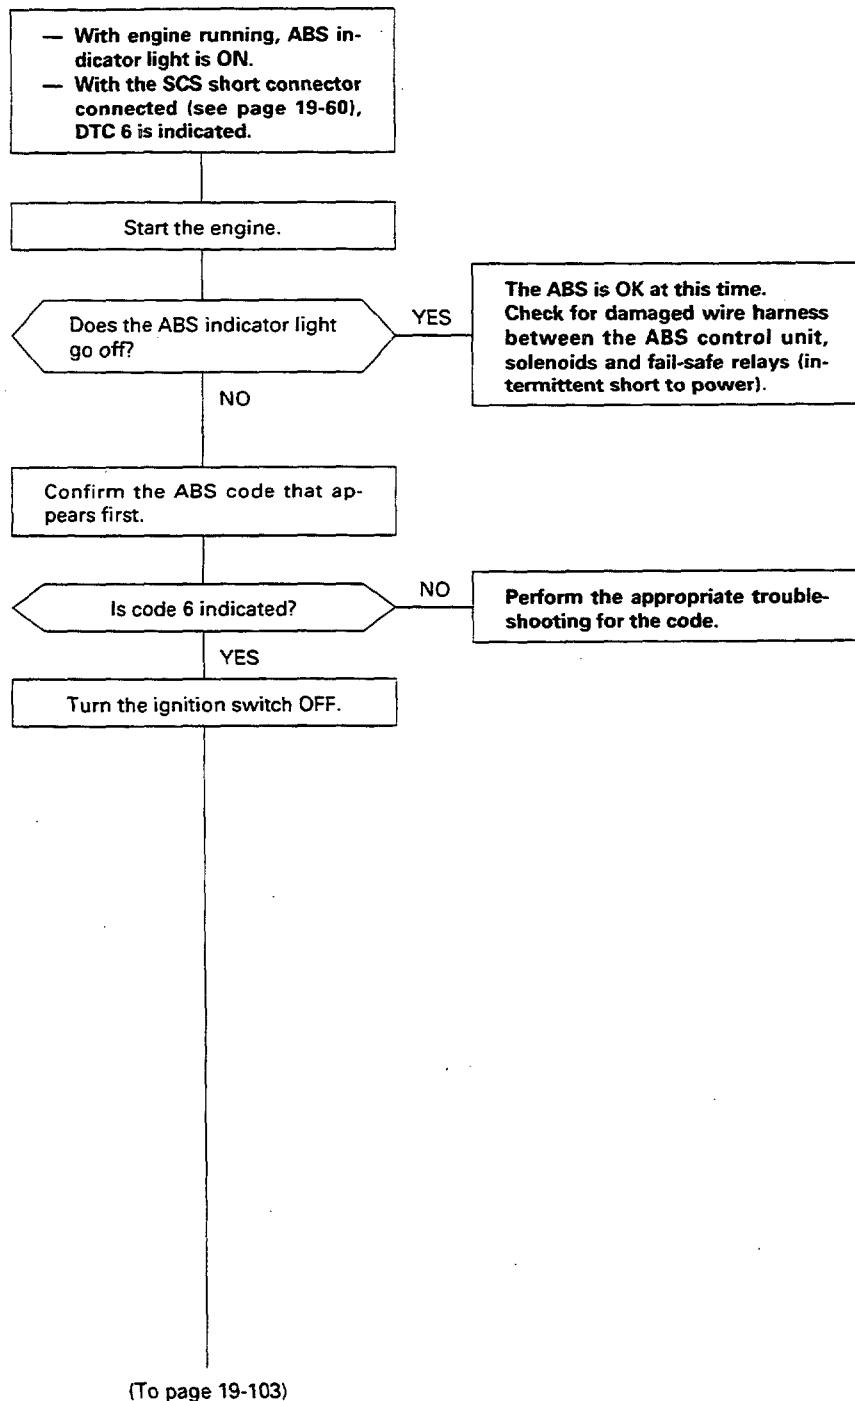 — With engine running, ABS in-
dicator light is ON.
— With the SCS short connector
connected (see page 19-60),
DTC 6 is indicated.
Start the engine.
Does the ABS indicator light
go off?
YES
The ABS is OK at this time.
Check for damaged wire harness
between the ABS control unit,
solenoids and fail-safe relays (in-
termittent short to power).
NO
Confirm the ABS code that ap-
pears first.
Is code 6 indicated?
NO
Perform the appropriate trouble-
shooting for the code.
YES
Turn the ignition switch OFF.
(To page 19-103)